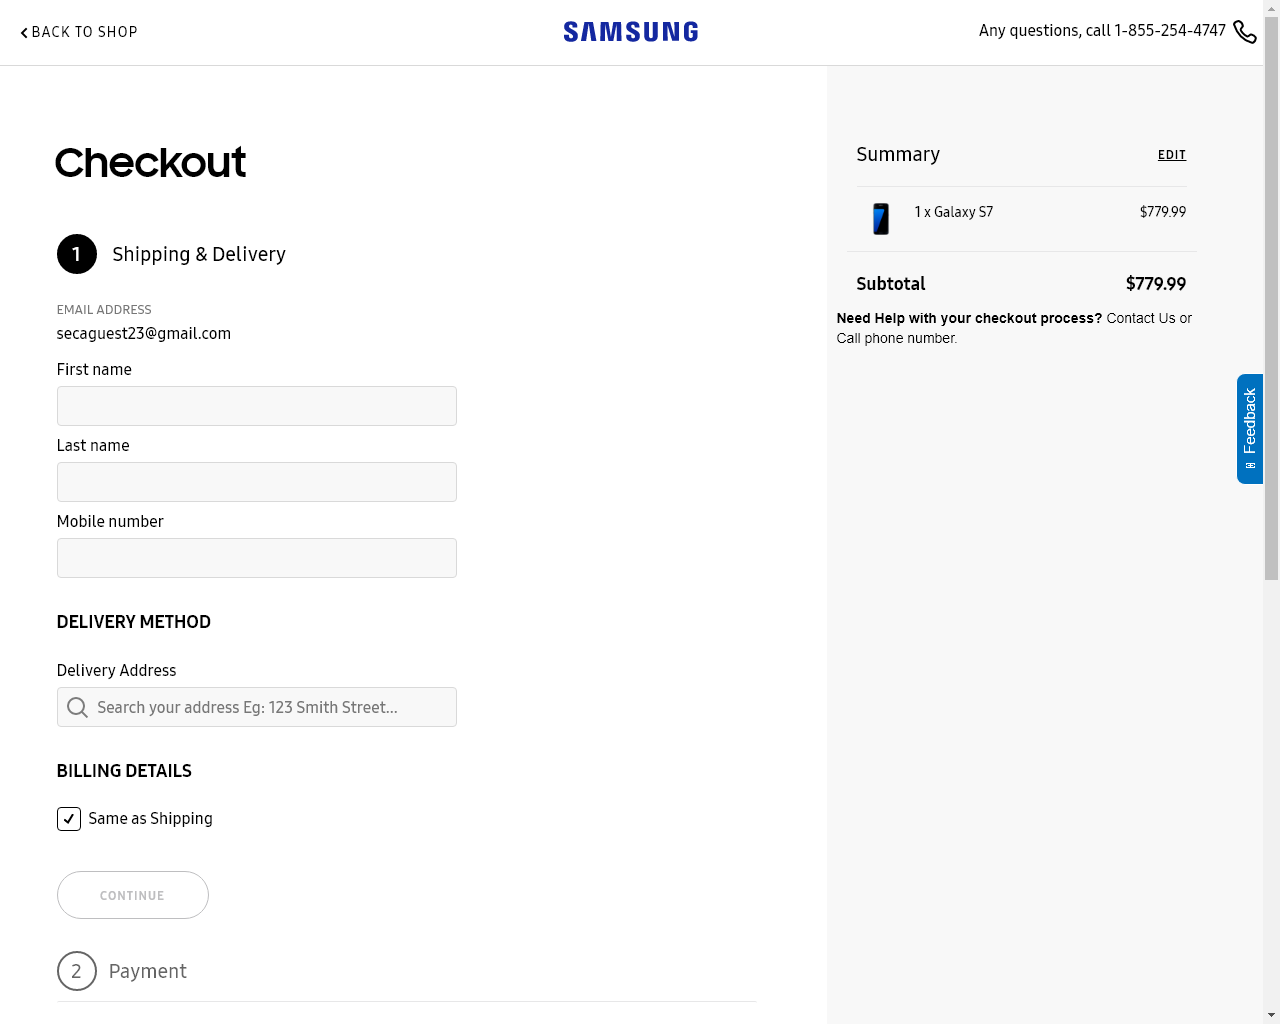 BACK TO SHOP
SAMSUNG
Any questions, call 1-855-254-4747
Checkout
1 Shipping & Delivery
EMAIL ADDRESS
secaguest23@gmail.com
First name
Last name
Mobile number
DELIVERY METHOD
Delivery Address
Search your address Eg: 123 Smith Street...
BILLING DETAILS
Same as Shipping
CONTINUE
2 Payment
Summary EDIT
1 x Galaxy S7 $779.99
Subtotal $779.99
Need Help with your checkout process? Contact Us or
Call phone number.
Feedback